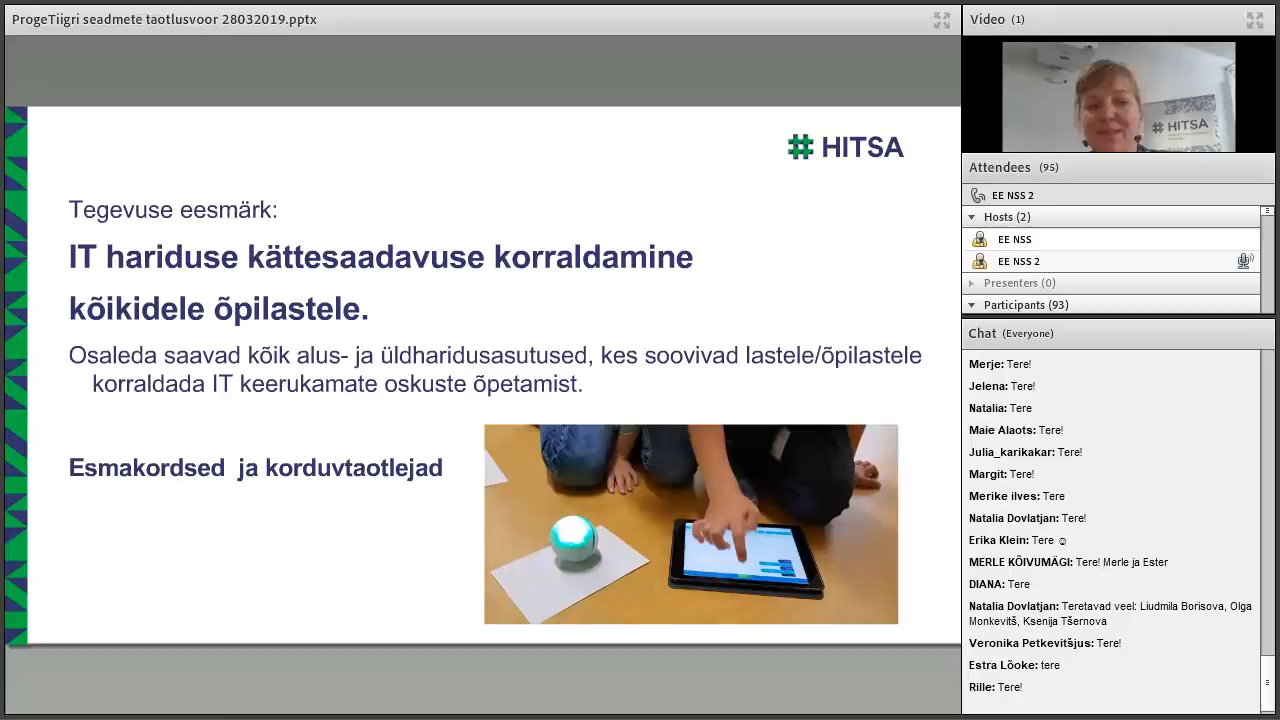 ProgeTiigri seadmete taotlusvoor 28032019.pptx
# HITSA
Tegevuse eesmärk:
IT hariduse kättesaadavuse korraldamine
kõikidele õpilastele.
Osaleda saavad kõik alus- ja üldharidusasutused, kes soovivad lastele/õpilastele
korraldada IT keerukamate oskuste õpetamist.
Esmakordsed ja korduvtaotlejad
Video (1)
# HITSA
Attendees (95)
EE NSS 2
Hosts (2)
EE NSS
EE NSS 2
Presenters (0)
Participants (93)
Chat (Everyone)
Merje: Tere!
Jelena: Tere!
Natalia: Tere
Maie Alaots: Tere!
Julia_karikakar: Tere!
Margit: Tere!
Merike ilves: Tere
Natalia Dovlatjan: Tere!
Erika Klein: Tere ☺
MERLE KÕIVUMÄGI: Tere! Merle ja Ester
DIANA: Tere
Natalia Dovlatjan: Teretavad veel: Liudmila Borisova, Olga
Monkevitš, Ksenija Tšernova
Veronika Petkevitšjus: Tere!
Estra Lõoke: tere
Rille: Tere!